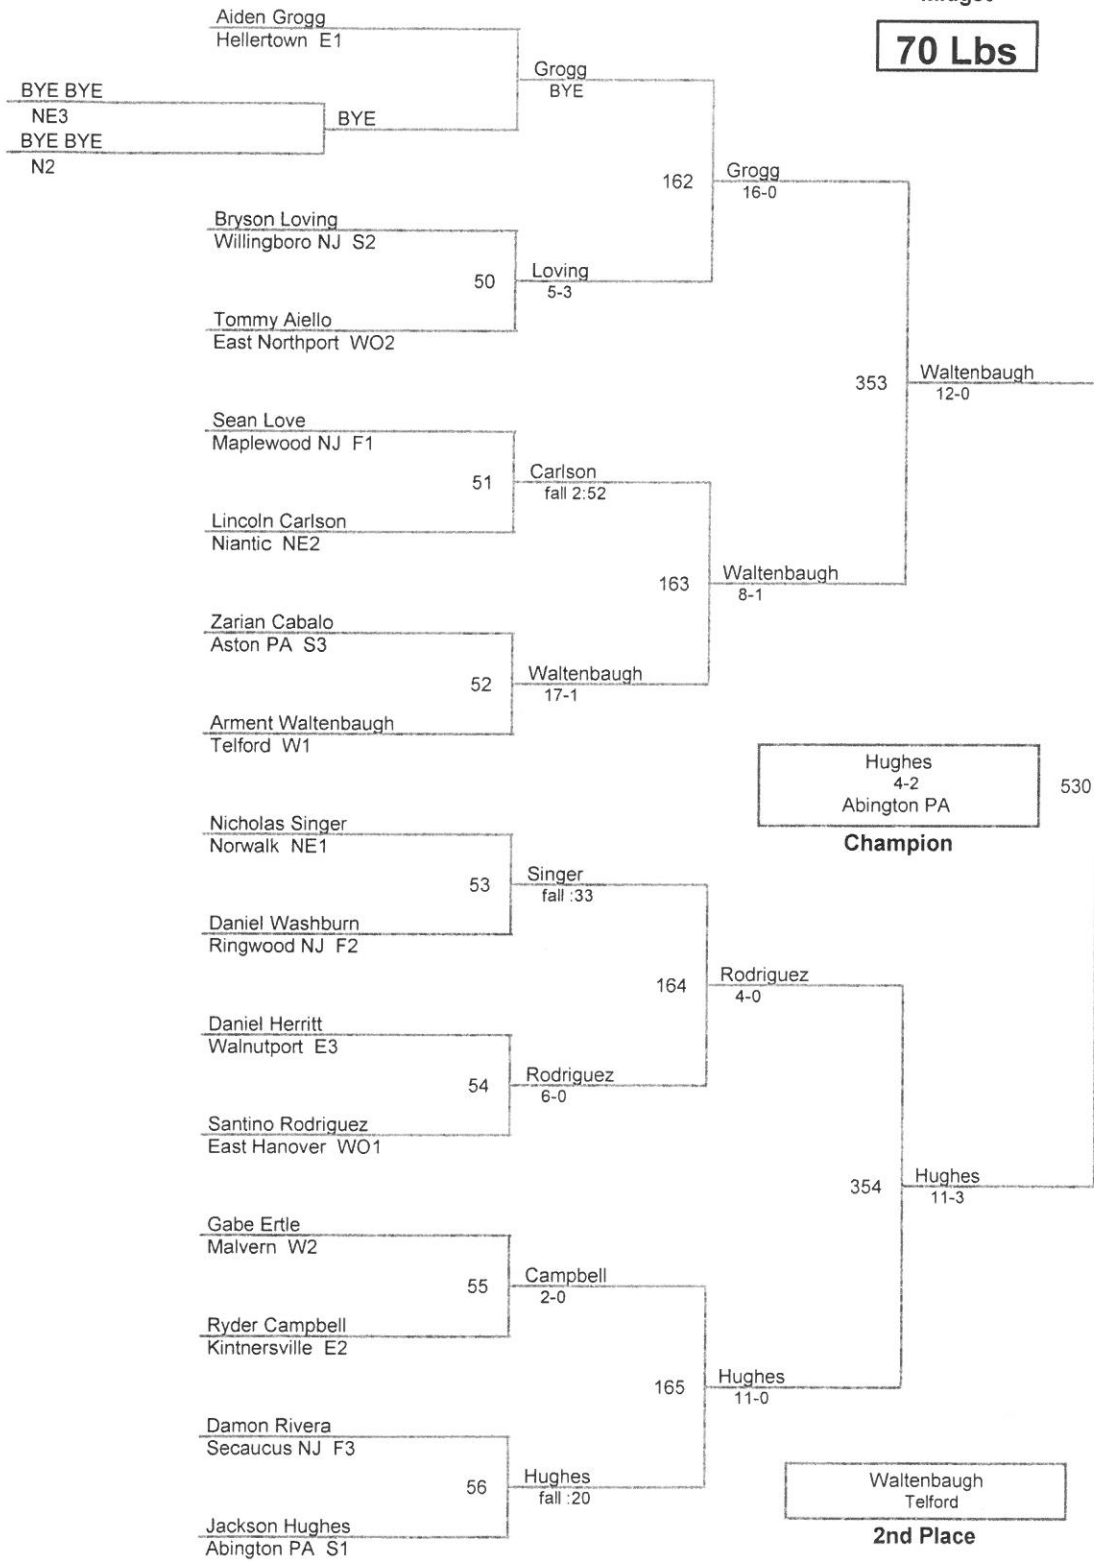 70 Lbs
Aiden Grogg
Hellertown E1
Grogg
BYE
BYE BYE
NE3
BYE
BYE BYE
N2
162
Grogg
16-0
Bryson Loving
Willingboro NJ S2
50
Loving
5-3
Tommy Aiello
East Northport WO2
353
Waltenbaugh
12-0
Sean Love
Maplewood NJ F1
51
Carlson
fall 2:52
Lincoln Carlson
Niantic NE2
163
Waltenbaugh
8-1
Zarian Cabalo
Aston PA S3
52
Waltenbaugh
17-1
Arment Waltenbaugh
Telford W1
Hughes
4-2
Abington PA
530
Champion
Nicholas Singer
Norwalk NE1
53
Singer
fall :33
Daniel Washburn
Ringwood NJ F2
164
Rodriguez
4-0
Daniel Herritt
Walnutport E3
54
Rodriguez
6-0
Santino Rodriguez
East Hanover WO1
354
Hughes
11-3
Gabe Ertle
Malvern W2
55
Campbell
2-0
Ryder Campbell
Kintnersville E2
165
Hughes
11-0
Damon Rivera
Secaucus NJ F3
56
Hughes
fall :20
Jackson Hughes
Abington PA S1
Waltenbaugh
Telford
2nd Place